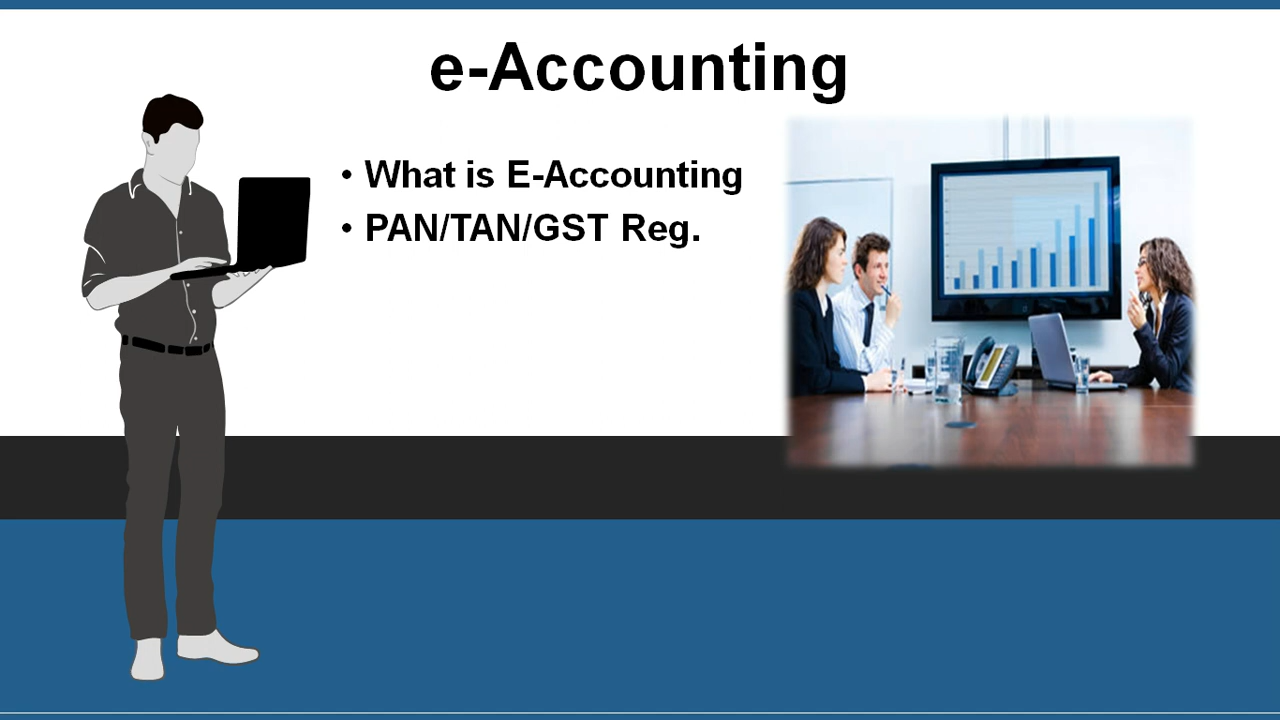 e-Accounting
• What is E-Accounting
• PAN/TAN/GST Reg.